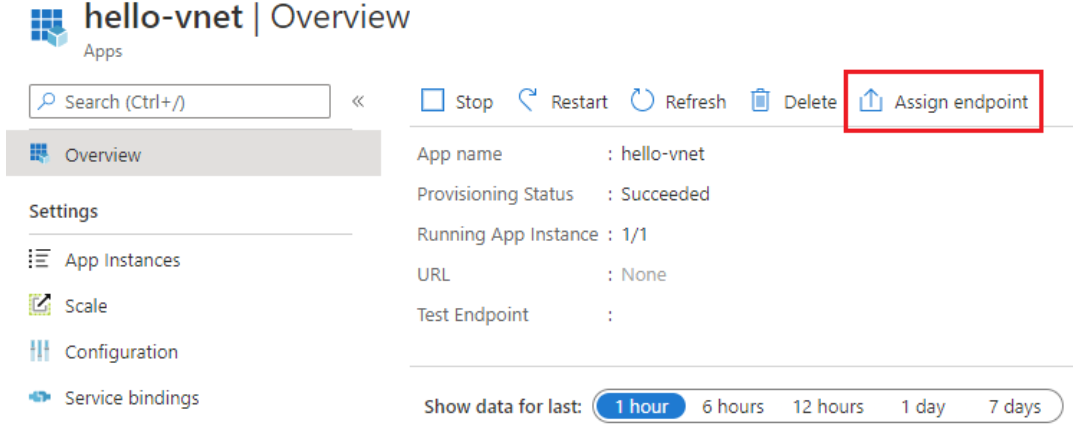 hello-vnet | Overview
Apps
Search (Ctrl+/)
«
Overview
Settings
App Instances
Scale
Configuration
Service bindings
Stop Restart Refresh Delete Assign endpoint
App name : hello-vnet
Provisioning Status : Succeeded
Running App Instance : 1/1
URL : None
Test Endpoint :
Show data for last: 1 hour 6 hours 12 hours 1 day 7 days